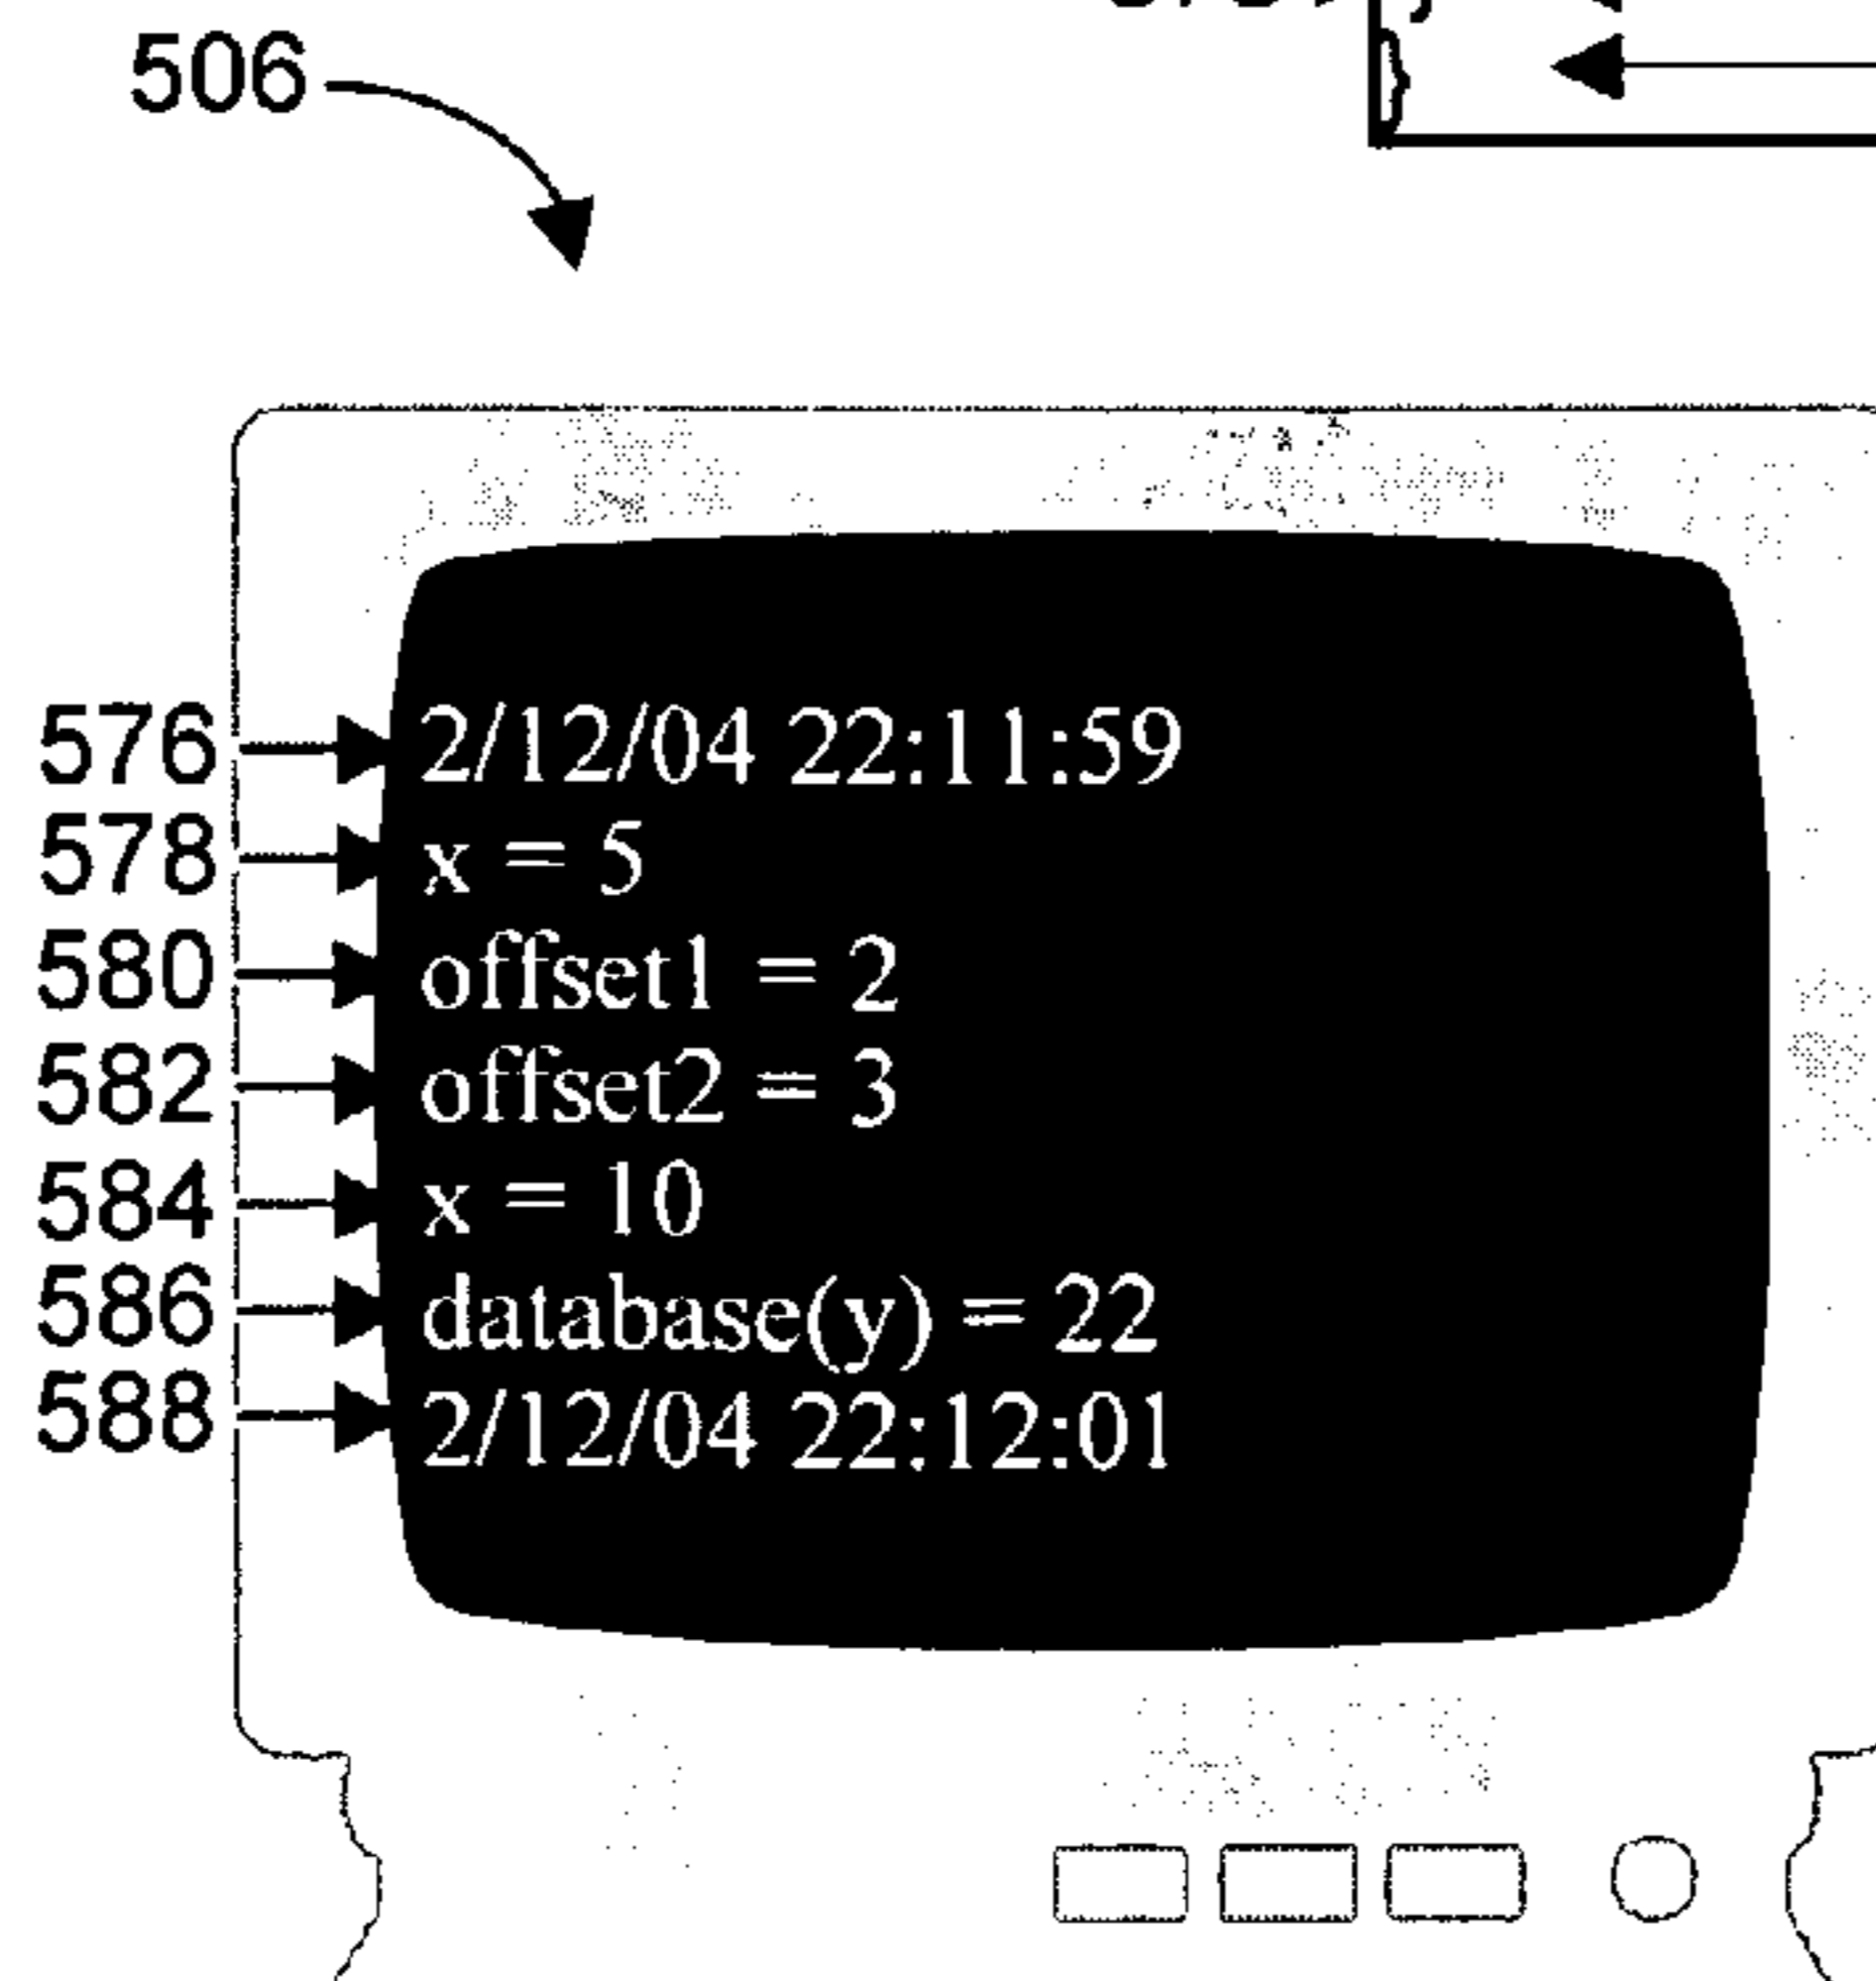 506
576 2/12/04 22:11:59
578 x = 5
580 offset1 = 2
582 offset2 = 3
584 x = 10
586 database(y) = 22
588 2/12/04 22:12:01